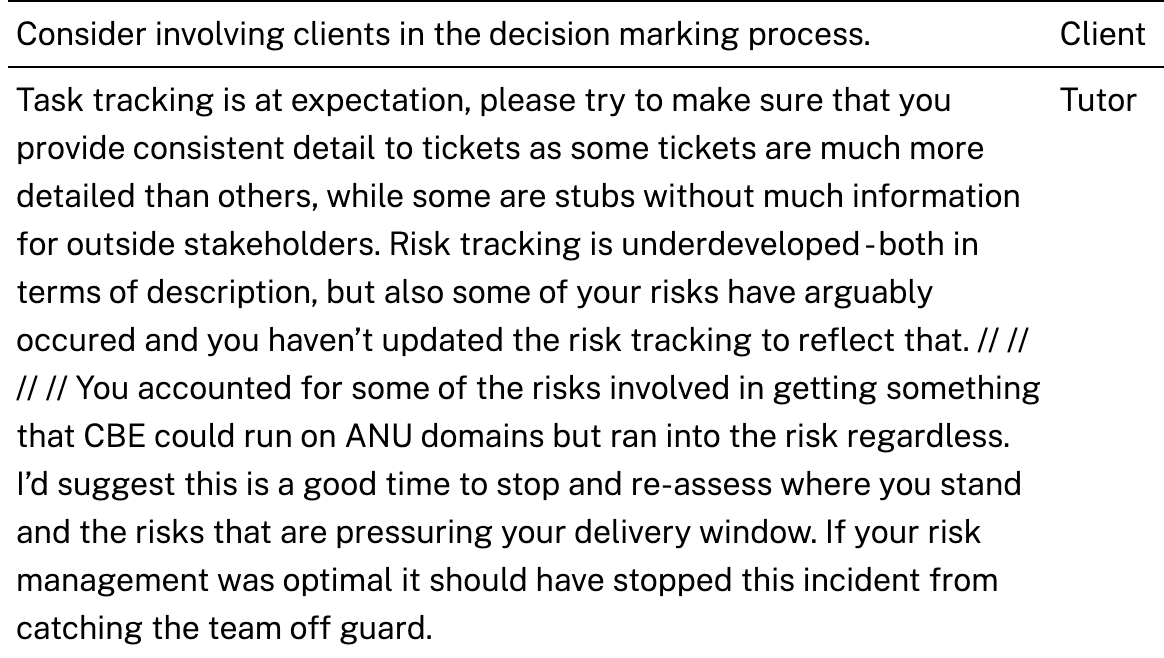 Consider involving clients in the decision marking process. Client
Task tracking is at expectation, please try to make sure that you Tutor
provide consistent detail to tickets as some tickets are much more
detailed than others, while some are stubs without much information
for outside stakeholders. Risk tracking is underdeveloped - both in
terms of description, but also some of your risks have arguably
occured and you haven’t updated the risk tracking to reflect that. // //
// // You accounted for some of the risks involved in getting something
that CBE could run on ANU domains but ran into the risk regardless.
I’d suggest this is a good time to stop and re-assess where you stand
and the risks that are pressuring your delivery window. If your risk
management was optimal it should have stopped this incident from
catching the team off guard.